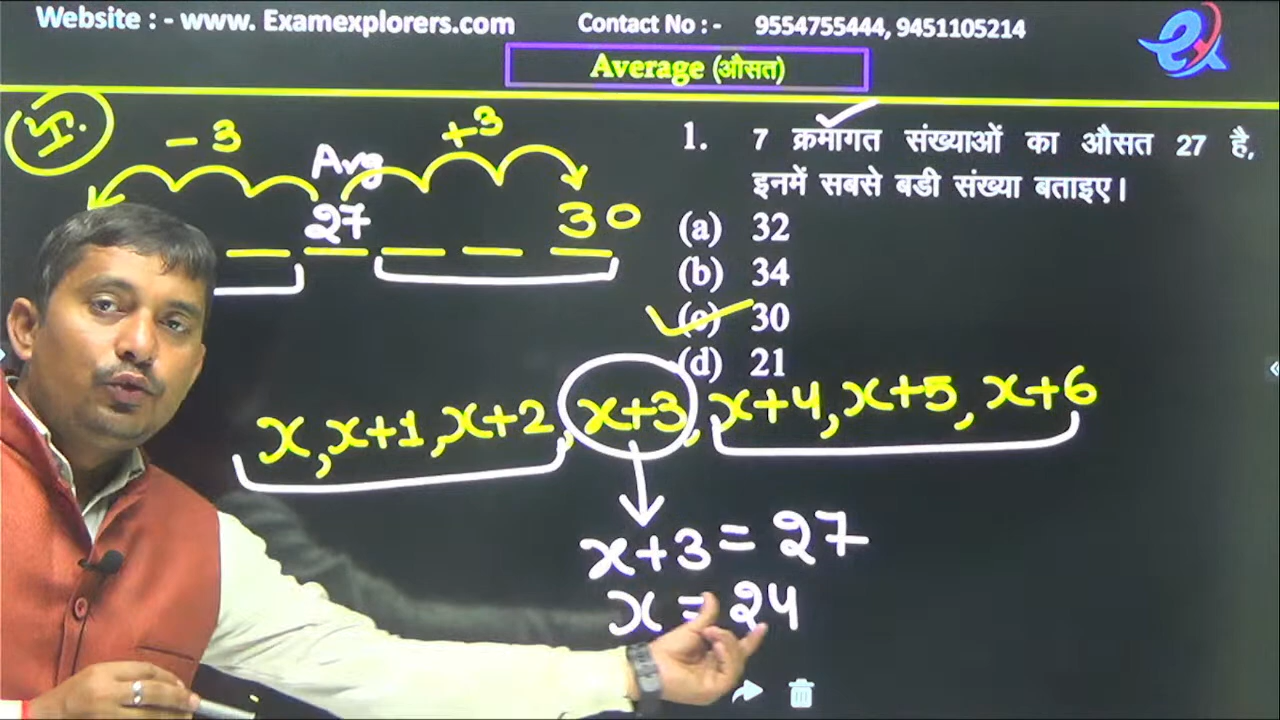 Website : - www. Examexplorers.com Contact No : - 9554755444, 9451105214
ex
Average (औसत)
- 3
Avg
+3
27
30
1. 7 क्रमागत संख्याओं का औसत 27 है,
इनमें सबसे बडी संख्या बताइए।
(a) 32
(b) 34
(c) 30
(d) 21
x, x+1, x+2, x+3, x+4, x+5, x+6
x+3 = 27
x = 24